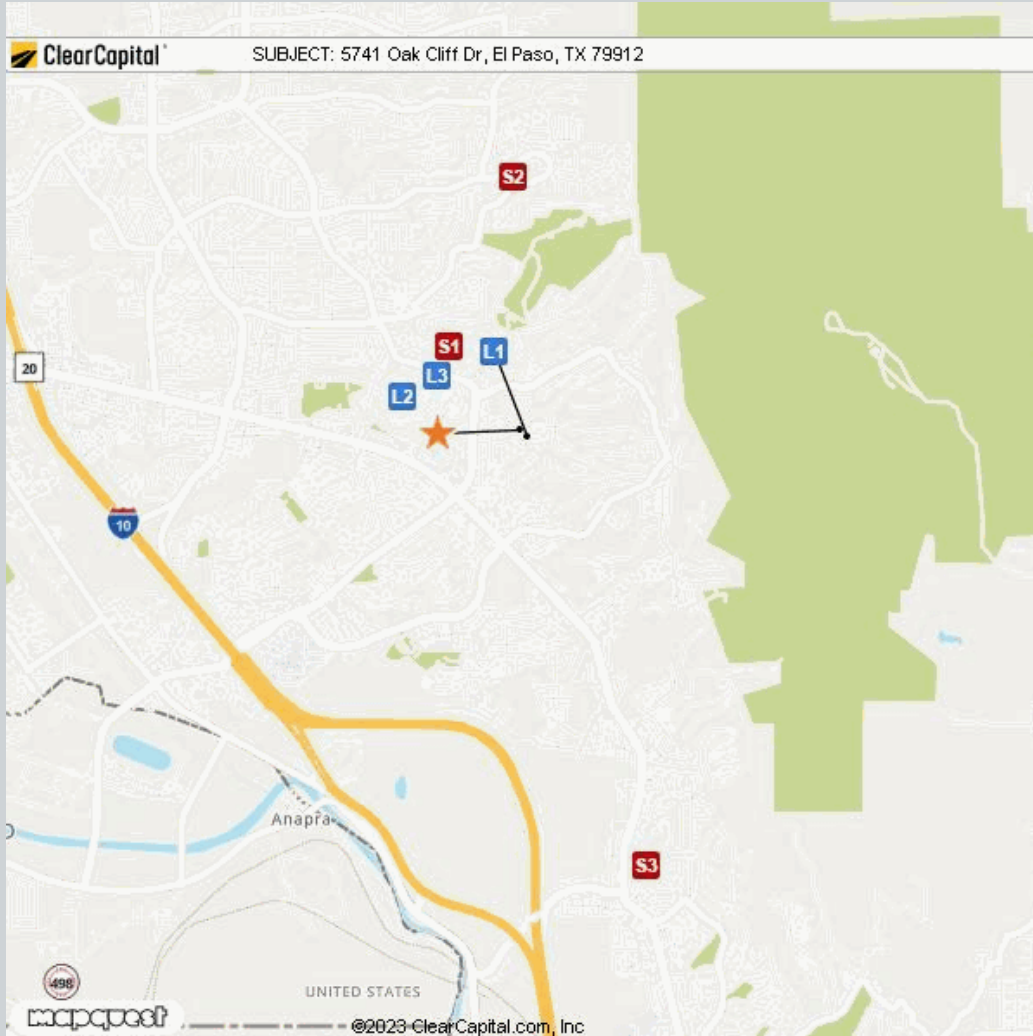 ClearCapital
SUBJECT: 5741 Oak Cliff Dr, El Paso, TX 79912
S2
S1
L1
L3
L2
20
10
Anapra
S3
498
UNITED STATES
mapquest
©2023 ClearCapital.com, Inc